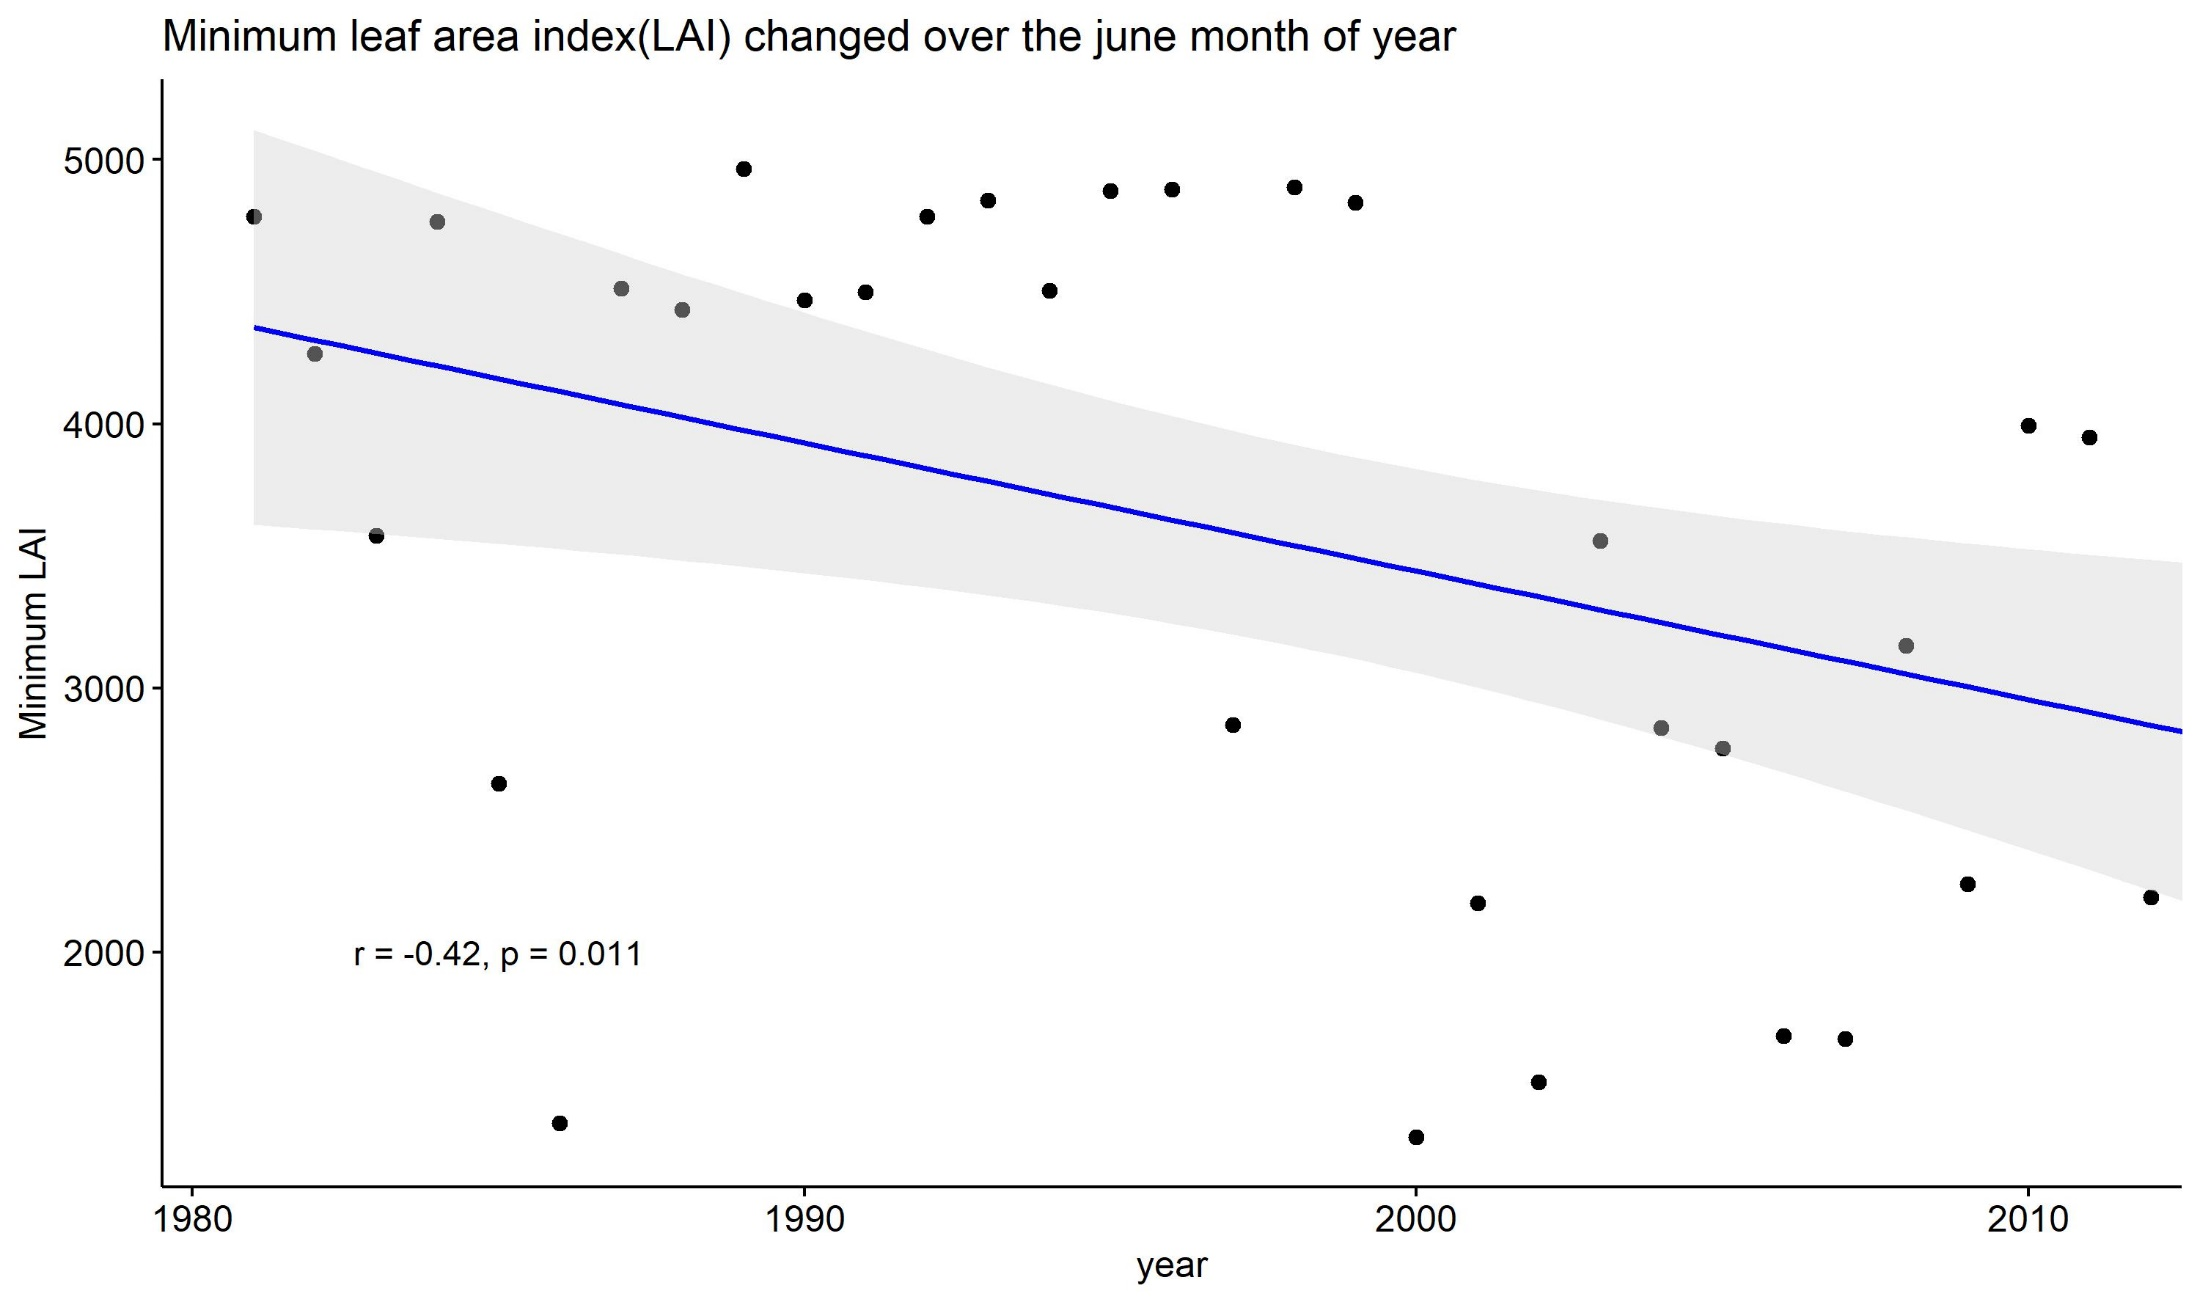 Minimum leaf area index(LAI) changed over the june month of year
5000
4000
3000
2000
Minimum LAI
r = -0.42, p = 0.011
1980
1990
2000
2010
year